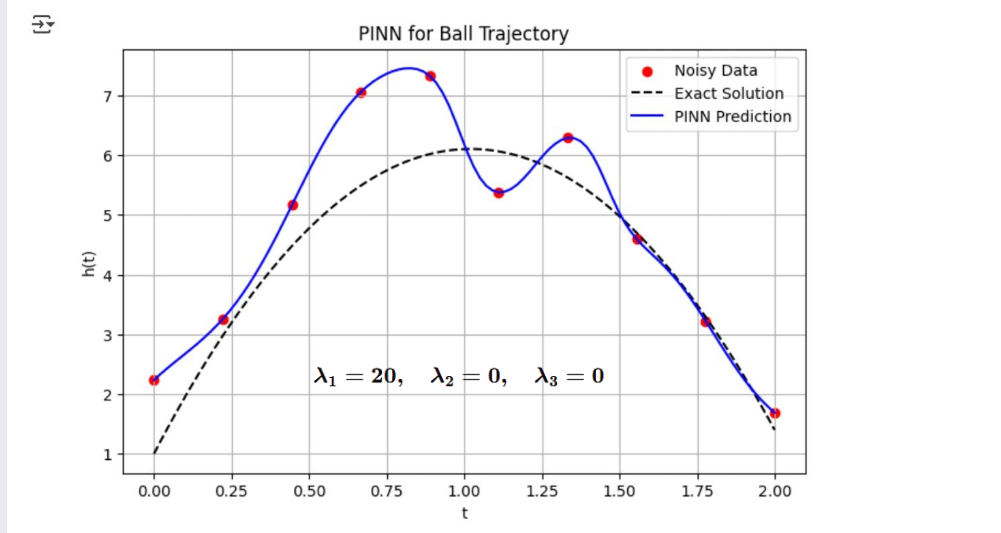 PINN for Ball Trajectory
Noisy Data
Exact Solution
PINN Prediction
h(t)
7
6
5
4
3
2
1
λ₁ = 20, λ₂ = 0, λ₃ = 0
0.00 0.25 0.50 0.75 1.00 1.25 1.50 1.75 2.00
t